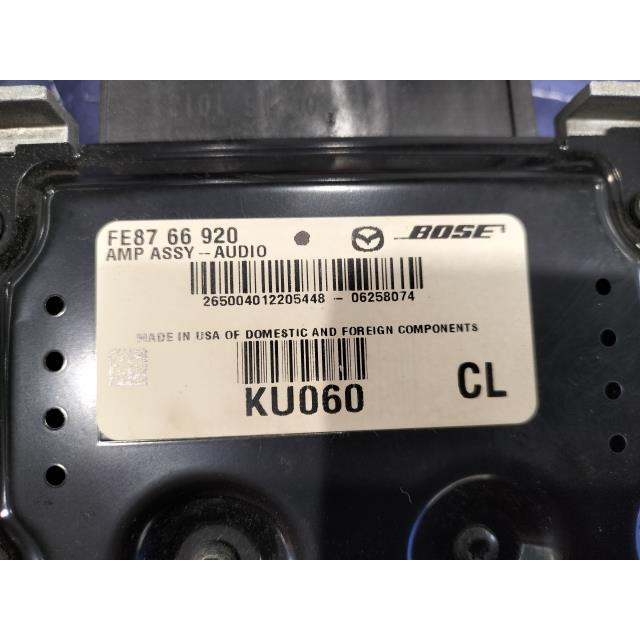 FE87 66 920 BOSE
AMP ASSY - AUDIO
265004012205448 - 06258074
MADE IN USA OF DOMESTIC AND FOREIGN COMPONENTS
KU060 CL